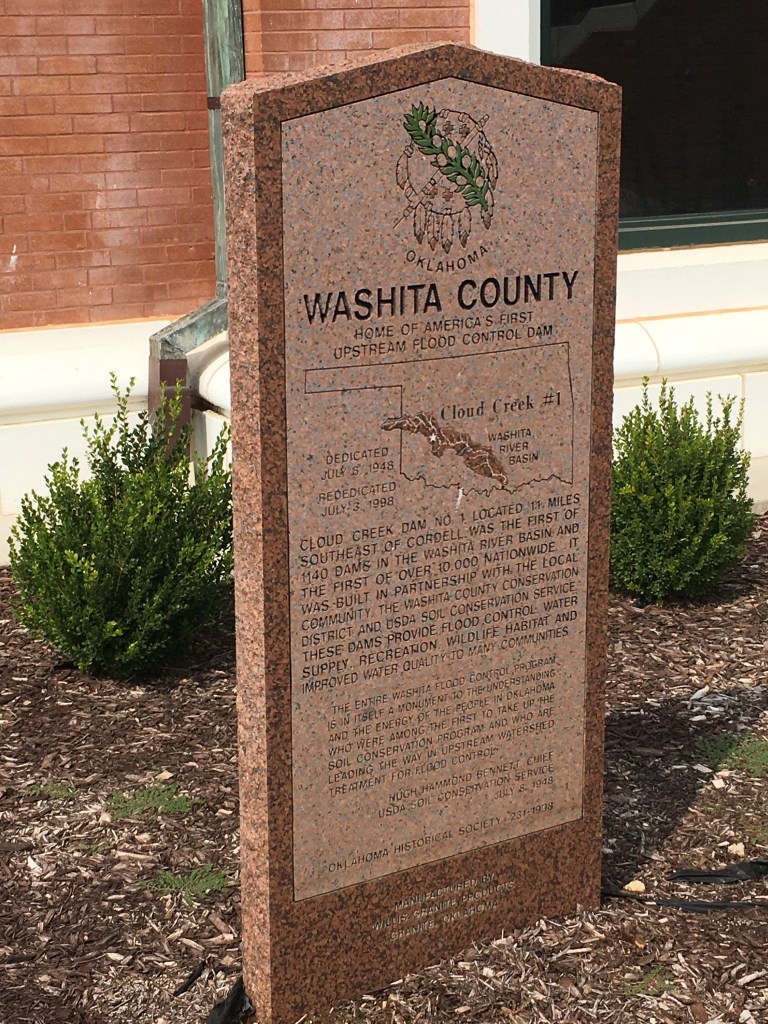 OKLAHOMA
WASHITA COUNTY
HOME OF AMERICA'S FIRST
UPSTREAM FLOOD CONTROL DAM
Cloud Creek #1
WASHITA
RIVER
BASIN
DEDICATED
JULY 8, 1948
REDEDICATED
JULY 3, 1998
CLOUD CREEK DAM NO. 1, LOCATED 11 MILES
SOUTHEAST OF CORDELL WAS THE FIRST OF
1140 DAMS IN THE WASHITA RIVER BASIN AND
THE FIRST OF OVER 10,000 NATIONWIDE. IT
WAS BUILT IN PARTNERSHIP WITH THE LOCAL
COMMUNITY, THE WASHITA COUNTY CONSERVATION
DISTRICT AND USDA SOIL CONSERVATION SERVICE.
THESE DAMS PROVIDE FLOOD CONTROL, WATER
SUPPLY, RECREATION, WILDLIFE HABITAT AND
IMPROVED WATER QUALITY TO MANY COMMUNITIES.
THE ENTIRE WASHITA FLOOD CONTROL PROGRAM
IS IN ITSELF A MONUMENT TO THE UNDERSTANDING
AND THE ENERGY OF THE PEOPLE IN OKLAHOMA
WHO WERE AMONG THE FIRST TO TAKE UP THE
SOIL CONSERVATION PROGRAM AND WHO ARE
LEADING THE WAY IN UPSTREAM WATERSHED
TREATMENT FOR FLOOD CONTROL.
HUGH HAMMOND BENNETT, CHIEF
USDA SOIL CONSERVATION SERVICE
JULY 8, 1948
OKLAHOMA HISTORICAL SOCIETY 231-1998
MANUFACTURED BY
WILLIS GRANITE PRODUCTS
GRANITE, OKLAHOMA